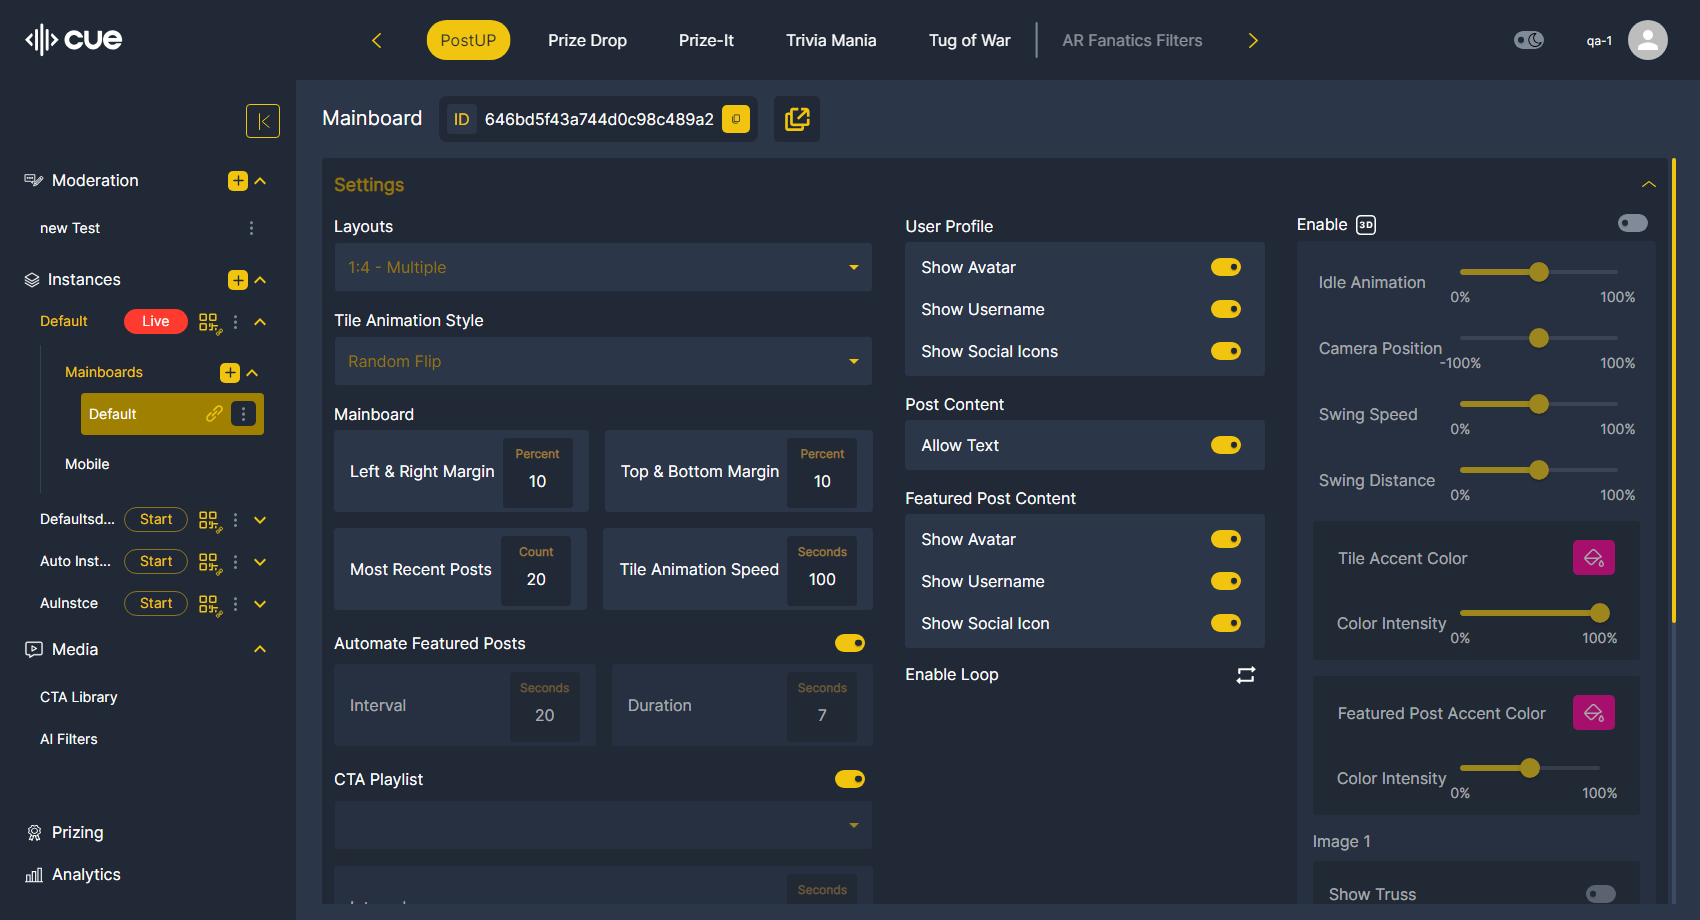 cue
PostUP
Prize Drop
Prize-It
Trivia Mania
Tug of War
AR Fanatics Filters
qa-1
Moderation
new Test
Instances
Default
Live
Mainboards
Default
Mobile
Defaultsd...
Start
Auto Inst...
Start
AuInstce
Start
Media
CTA Library
AI Filters
Prizing
Analytics
Mainboard
ID
646bd5f43a744d0c98c489a2
Settings
Layouts
1:4 - Multiple
Tile Animation Style
Random Flip
Mainboard
Left & Right Margin
Percent
10
Top & Bottom Margin
Percent
10
Most Recent Posts
Count
20
Tile Animation Speed
Seconds
100
Automate Featured Posts
Interval
Seconds
20
Duration
Seconds
7
CTA Playlist
Seconds
User Profile
Show Avatar
Show Username
Show Social Icons
Post Content
Allow Text
Featured Post Content
Show Avatar
Show Username
Show Social Icon
Enable Loop
Enable 3D
Idle Animation
0% 100%
Camera Position
-100% 100%
Swing Speed
0% 100%
Swing Distance
0% 100%
Tile Accent Color
Color Intensity
0% 100%
Featured Post Accent Color
Color Intensity
0% 100%
Image 1
Show Truss